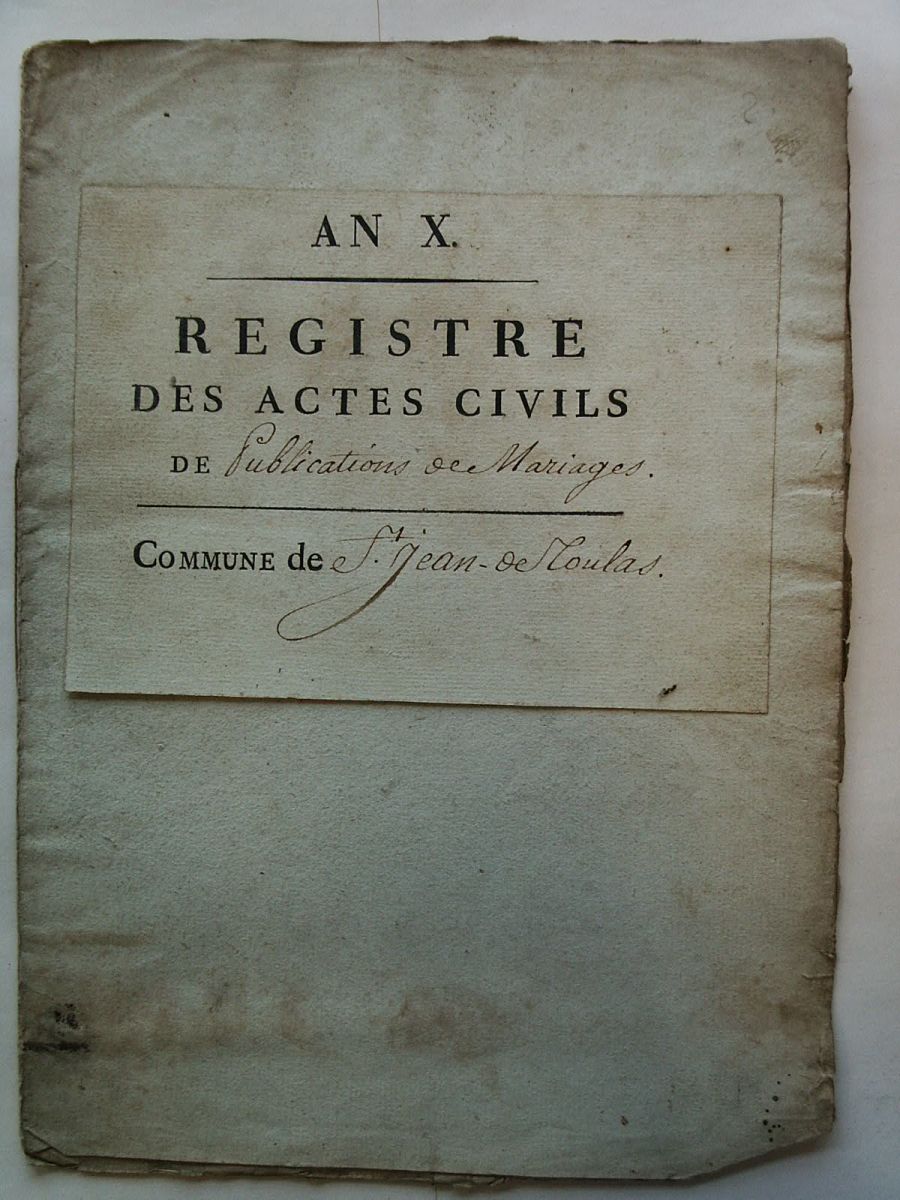 AN X.
REGISTRE
DES ACTES CIVILS
DE Publications de Mariages.
COMMUNE de St. jean-de Moulas.